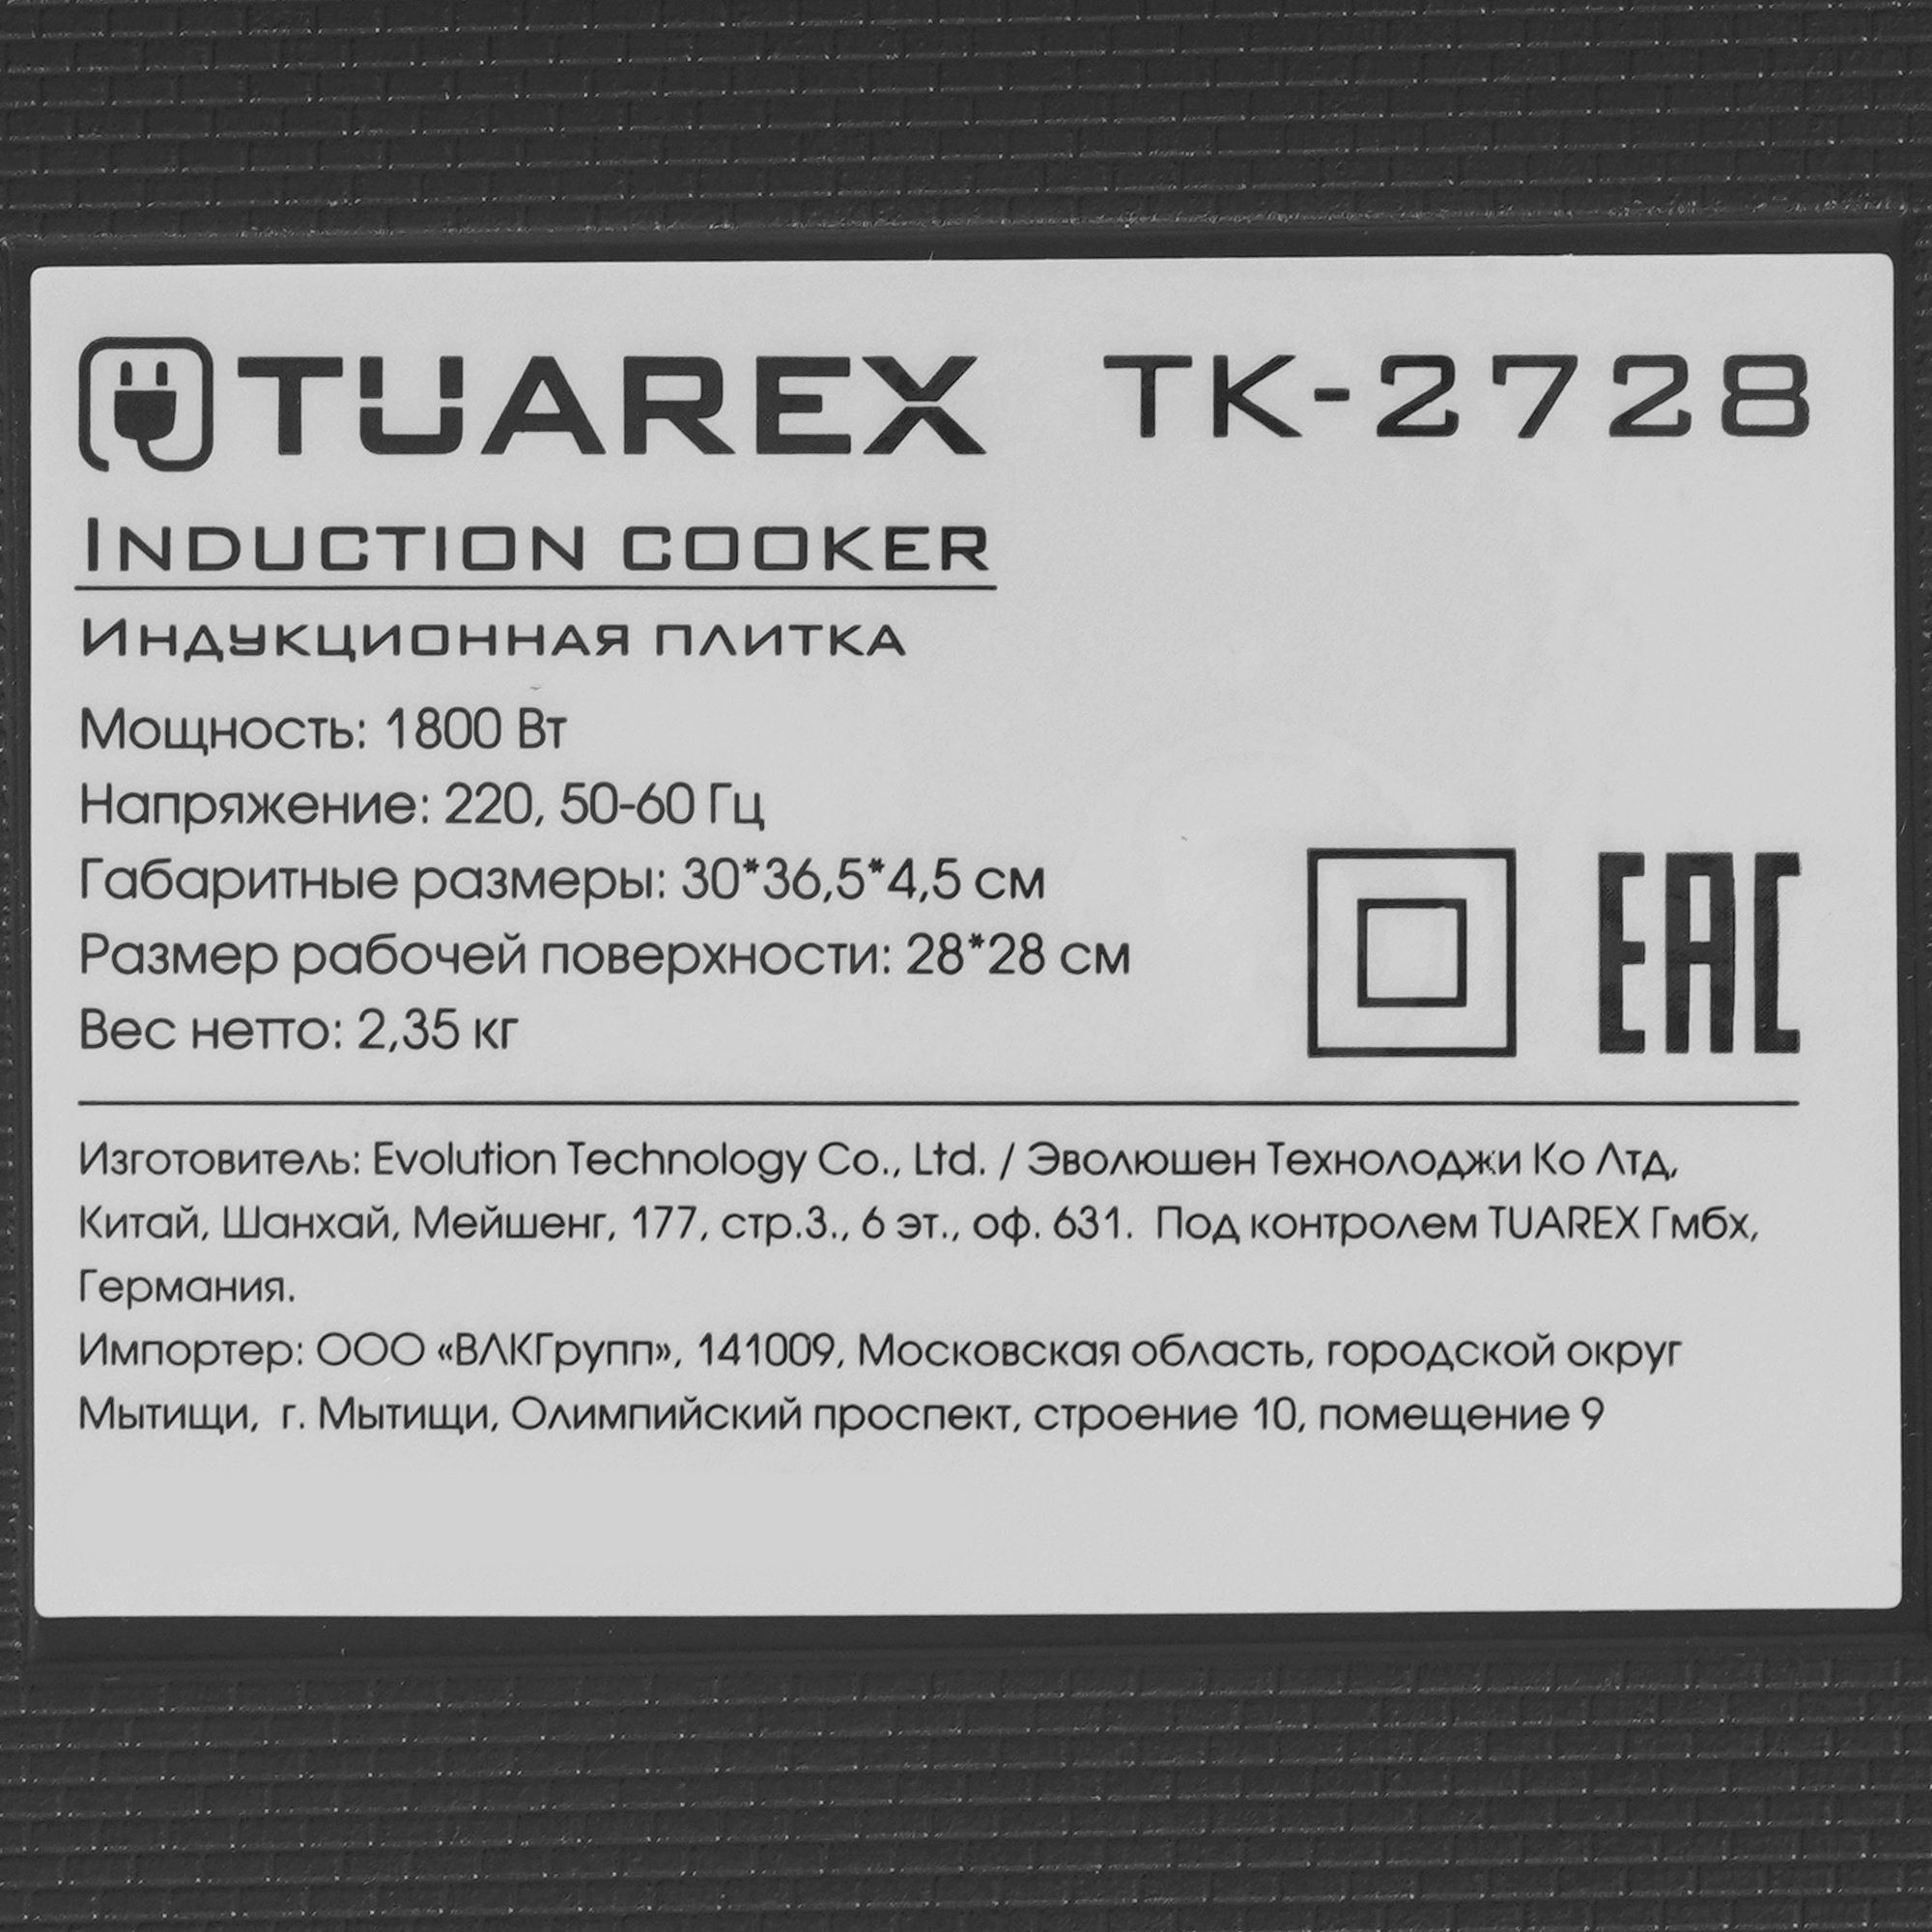 TUAREX TK-2728
INDUCTION COOKER
ИНДУКЦИОННАЯ ПЛИТКА
Мощность: 1800 Вт
Напряжение: 220, 50-60 Гц
Габаритные размеры: 30*36,5*4,5 см
Размер рабочей поверхности: 28*28 см
Вес нетто: 2,35 кг
EAC
Изготовитель: Evolution Technology Co., Ltd. / Эволюшен Технолоджи Ко Лтд,
Китай, Шанхай, Мейшенг, 177, стр.3., 6 эт., оф. 631. Под контролем TUAREX Гмбх,
Германия.
Импортер: ООО «ВЛКГрупп», 141009, Московская область, городской округ
Мытищи, г. Мытищи, Олимпийский проспект, строение 10, помещение 9